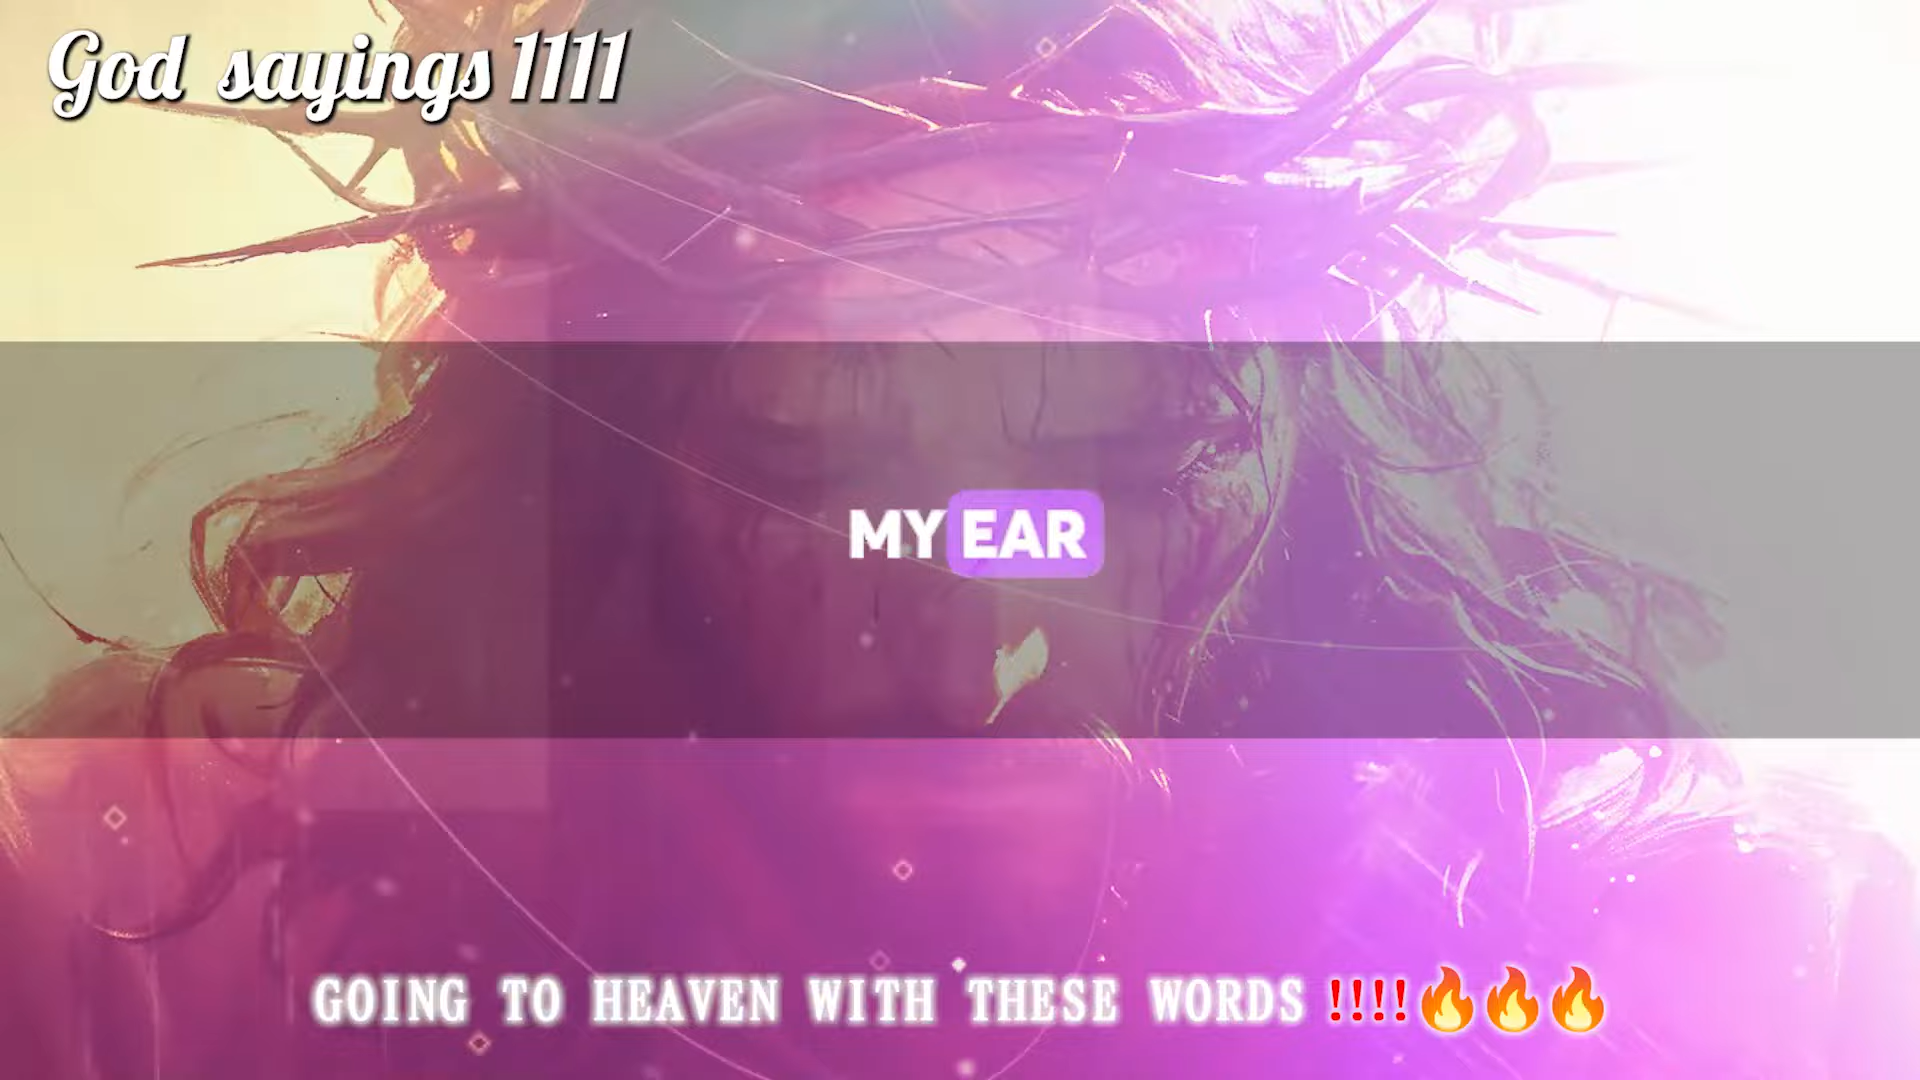 God sayings 1111
MY EAR
GOING TO HEAVEN WITH THESE WORDS !!!!🔥🔥🔥